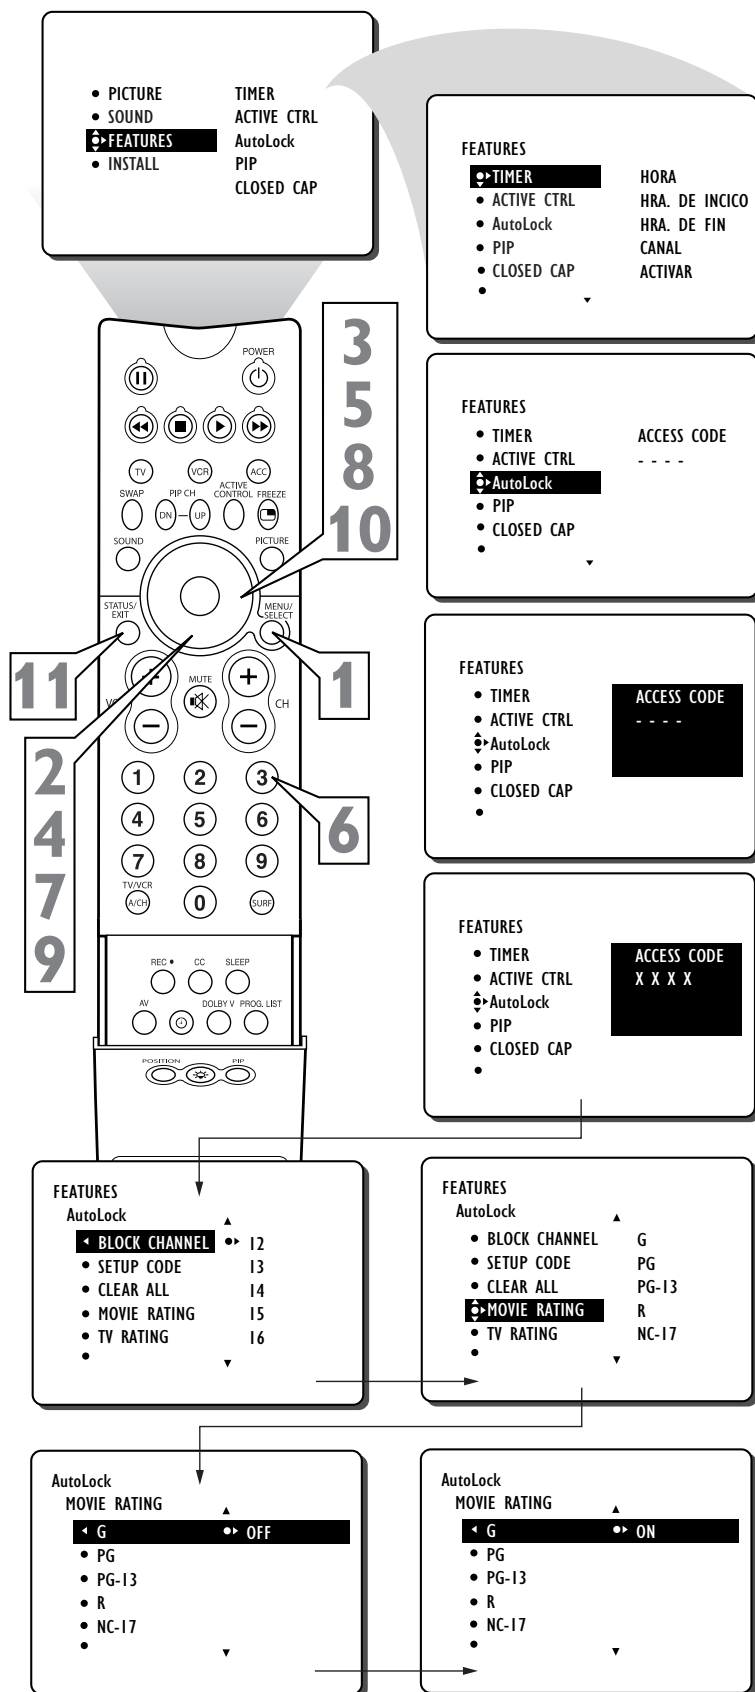 PICTURE TIMER
SOUND ACTIVE CTRL
FEATURES AutoLock
INSTALL PIP
CLOSED CAP
FEATURES
TIMER HORA
ACTIVE CTRL HRA. DE INCICO
AutoLock HRA. DE FIN
PIP CANAL
CLOSED CAP ACTIVAR
FEATURES
TIMER ACCESS CODE
ACTIVE CTRL - - - -
AutoLock
PIP
CLOSED CAP
FEATURES
TIMER ACCESS CODE
ACTIVE CTRL - - - -
AutoLock
PIP
CLOSED CAP
FEATURES
TIMER ACCESS CODE
ACTIVE CTRL X X X X
AutoLock
PIP
CLOSED CAP
POWER
TV VCR ACC
SWAP PIP CH ACTIVE CONTROL FREEZE
DN UP
SOUND PICTURE
STATUS/ EXIT MENU/ SELECT
MUTE
CH
1 2 3
4 5 6
7 8 9
TV/VCR
A/CH 0 SURF
REC CC SLEEP
AV DOLBY V PROG. LIST
POSITION PIP
3
5
8
10
11
1
2
4
7
9
6
FEATURES
AutoLock
BLOCK CHANNEL 12
SETUP CODE 13
CLEAR ALL 14
MOVIE RATING 15
TV RATING 16
FEATURES
AutoLock
BLOCK CHANNEL G
SETUP CODE PG
CLEAR ALL PG-13
MOVIE RATING R
TV RATING NC-17
AutoLock
MOVIE RATING
G OFF
PG
PG-13
R
NC-17
AutoLock
MOVIE RATING
G ON
PG
PG-13
R
NC-17